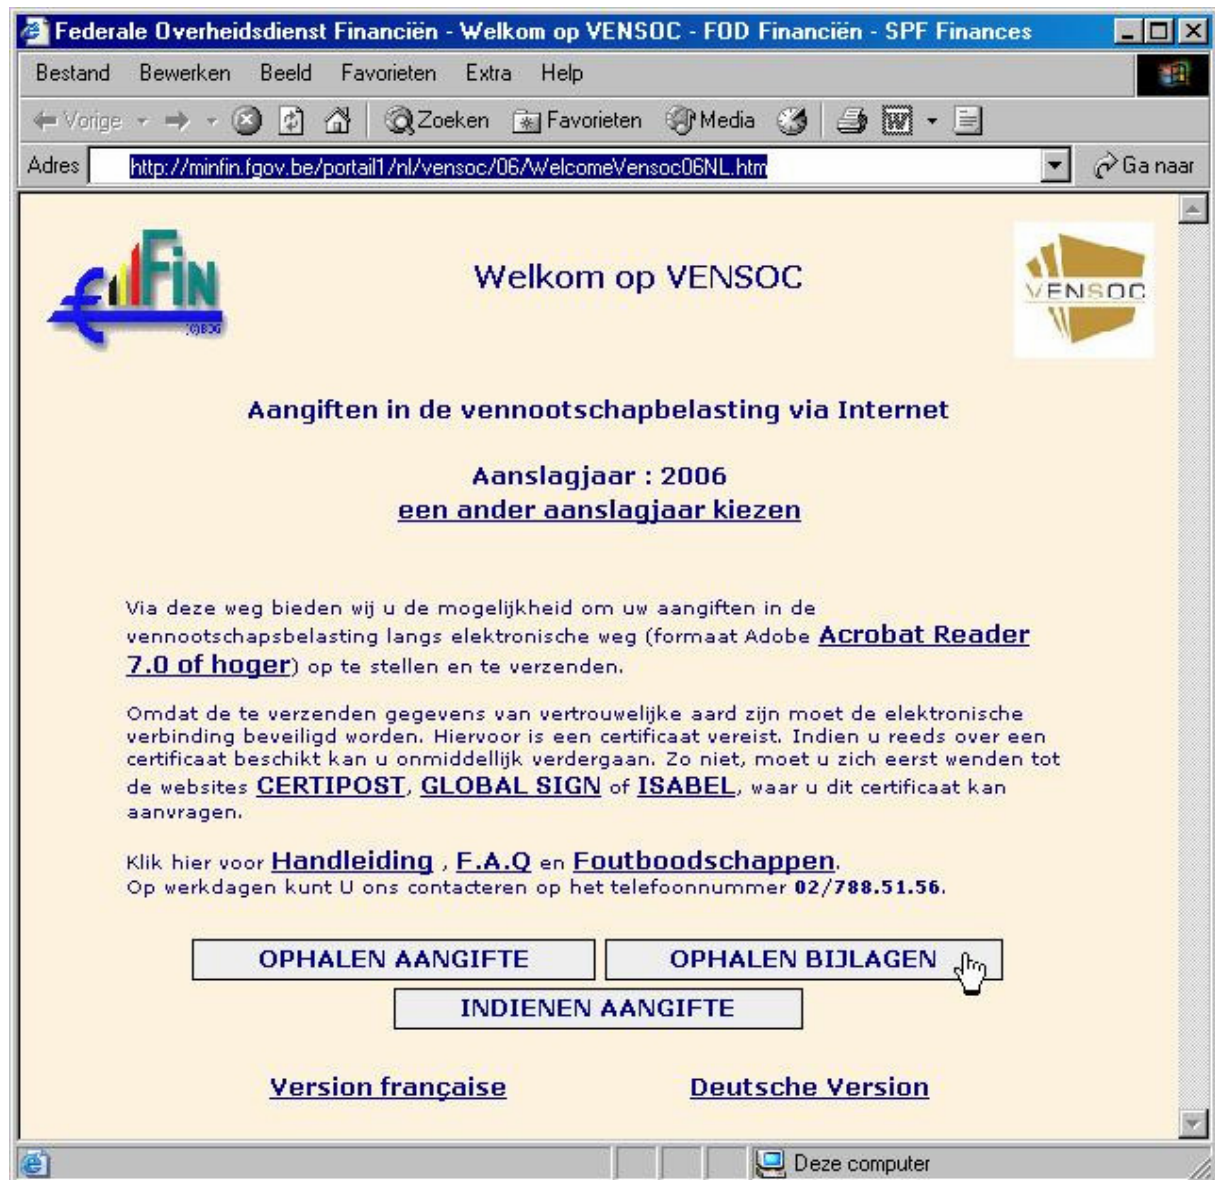 Federale Overheidsdienst Financiën - Welkom op VENSOC - FOD Financiën - SPF Finances
Bestand Bewerken Beeld Favorieten Extra Help
Vorige Zoeken Favorieten Media
Adres http://minfin.fgov.be/portail1/nl/vensoc/06/WelcomeVensoc06NL.htm Ga naar
€Fin
Welkom op VENSOC
VENSOC
Aangiften in de vennootschapbelasting via Internet
Aanslagjaar : 2006
een ander aanslagjaar kiezen
Via deze weg bieden wij u de mogelijkheid om uw aangiften in de
vennootschapsbelasting langs elektronische weg (formaat Adobe Acrobat Reader
7.0 of hoger) op te stellen en te verzenden.
Omdat de te verzenden gegevens van vertrouwelijke aard zijn moet de elektronische
verbinding beveiligd worden. Hiervoor is een certificaat vereist. Indien u reeds over een
certificaat beschikt kan u onmiddellijk verdergaan. Zo niet, moet u zich eerst wenden tot
de websites CERTIPOST, GLOBAL SIGN of ISABEL, waar u dit certificaat kan
aanvragen.
Klik hier voor Handleiding , F.A.Q en Foutboodschappen.
Op werkdagen kunt U ons contacteren op het telefoonnummer 02/788.51.56.
OPHALEN AANGIFTE OPHALEN BIJLAGEN
INDIENEN AANGIFTE
Version française Deutsche Version
Deze computer